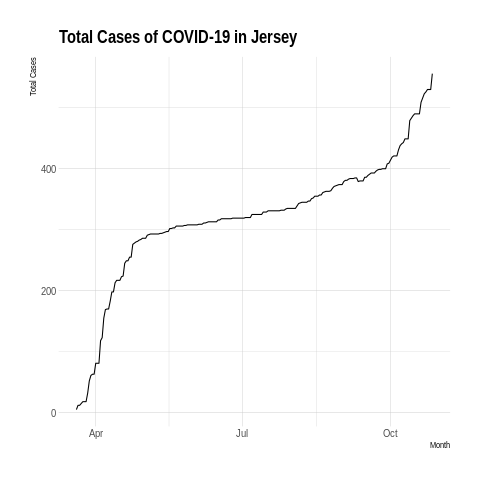 Total Cases of COVID-19 in Jersey
Total Cases
400
200
0
Apr Jul Oct
Month